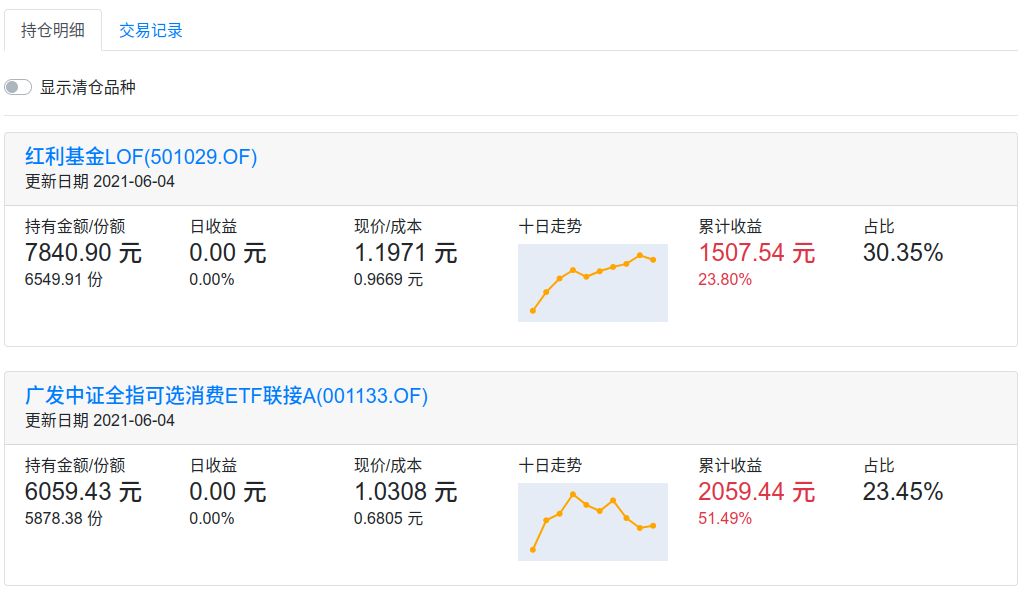 持仓明细 交易记录
显示清仓品种
红利基金LOF(501029.OF)
更新日期 2021-06-04
持有金额/份额 日收益 现价/成本 十日走势 累计收益 占比
7840.90 元 0.00 元 1.1971 元 1507.54 元 30.35%
6549.91 份 0.00% 0.9669 元 23.80%
广发中证全指可选消费ETF联接A(001133.OF)
更新日期 2021-06-04
持有金额/份额 日收益 现价/成本 十日走势 累计收益 占比
6059.43 元 0.00 元 1.0308 元 2059.44 元 23.45%
5878.38 份 0.00% 0.6805 元 51.49%